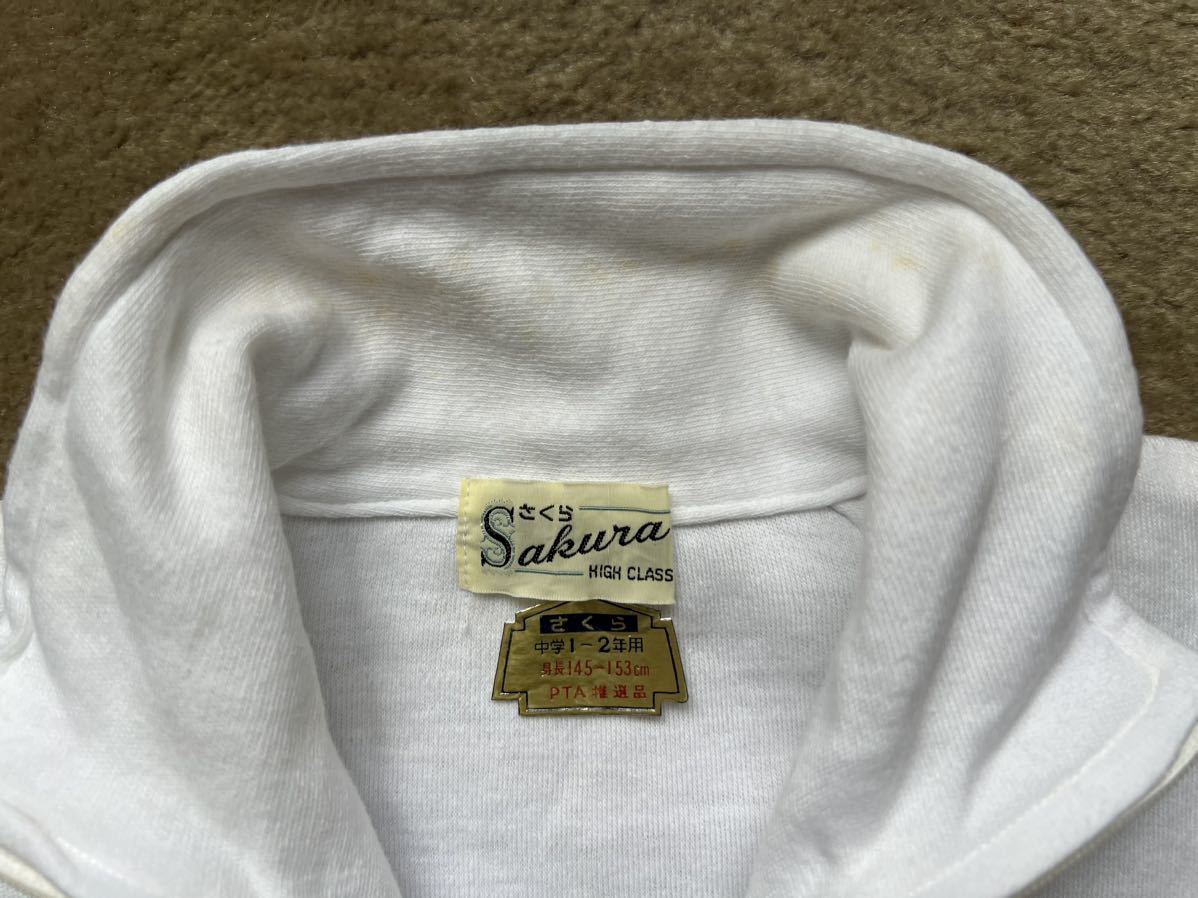 さくら
Sakura
HIGH CLASS
さくら
中学1-2年用
身長145~153cm
PTA推選品